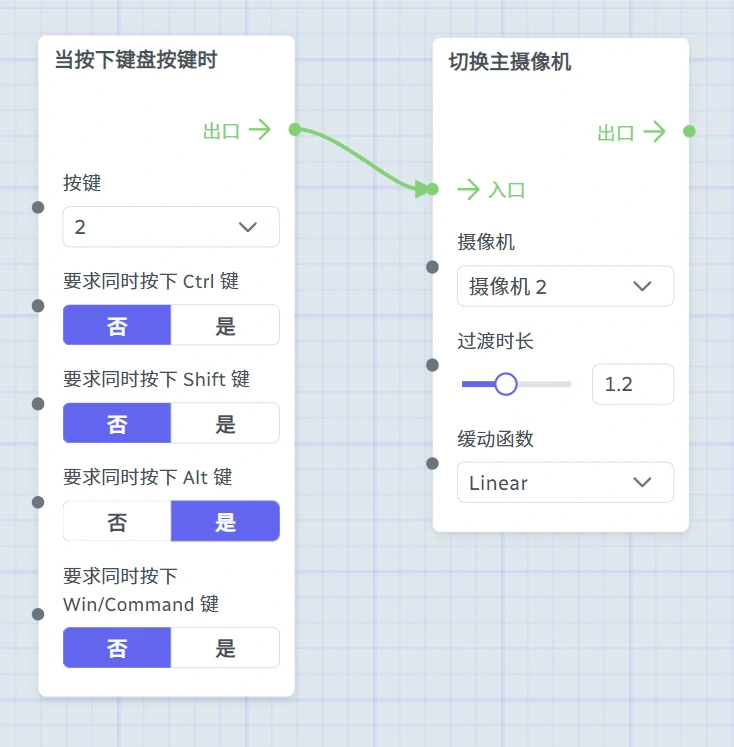 当按下键盘按键时
出口
按键
2
要求同时按下 Ctrl 键
否 是
要求同时按下 Shift 键
否 是
要求同时按下 Alt 键
否 是
要求同时按下
Win/Command 键
否 是
切换主摄像机
出口
入口
摄像机
摄像机 2
过渡时长
1.2
缓动函数
Linear